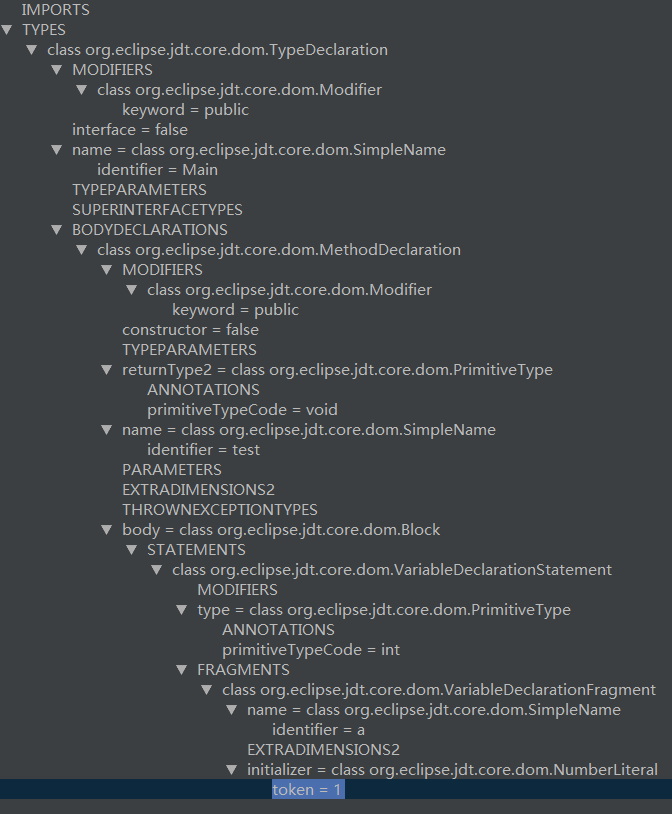 IMPORTS
TYPES
class org.eclipse.jdt.core.dom.TypeDeclaration
MODIFIERS
class org.eclipse.jdt.core.dom.Modifier
keyword = public
interface = false
name = class org.eclipse.jdt.core.dom.SimpleName
identifier = Main
TYPEPARAMETERS
SUPERINTERFACETYPES
BODYDECLARATIONS
class org.eclipse.jdt.core.dom.MethodDeclaration
MODIFIERS
class org.eclipse.jdt.core.dom.Modifier
keyword = public
constructor = false
TYPEPARAMETERS
returnType2 = class org.eclipse.jdt.core.dom.PrimitiveType
ANNOTATIONS
primitiveTypeCode = void
name = class org.eclipse.jdt.core.dom.SimpleName
identifier = test
PARAMETERS
EXTRADIMENSIONS2
THROWNEXCEPTIONTYPES
body = class org.eclipse.jdt.core.dom.Block
STATEMENTS
class org.eclipse.jdt.core.dom.VariableDeclarationStatement
MODIFIERS
type = class org.eclipse.jdt.core.dom.PrimitiveType
ANNOTATIONS
primitiveTypeCode = int
FRAGMENTS
class org.eclipse.jdt.core.dom.VariableDeclarationFragment
name = class org.eclipse.jdt.core.dom.SimpleName
identifier = a
EXTRADIMENSIONS2
initializer = class org.eclipse.jdt.core.dom.NumberLiteral
token = 1